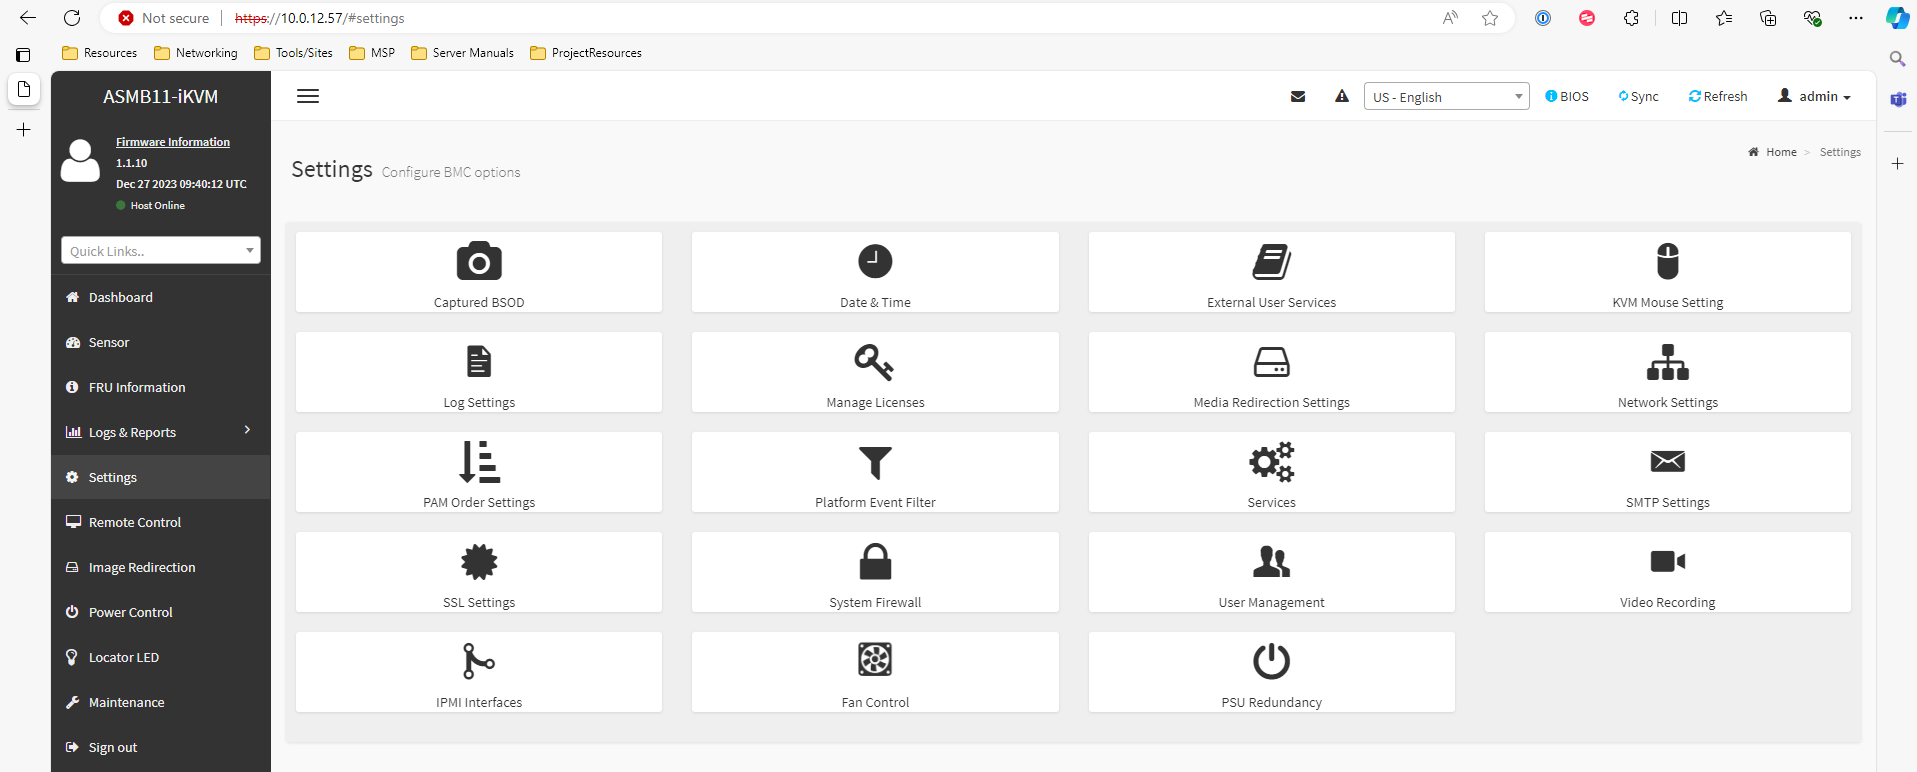 Not secure
https://10.0.12.57/#settings
Resources
Networking
Tools/Sites
MSP
Server Manuals
ProjectResources
ASMB11-iKVM
US - English
BIOS
Sync
Refresh
admin
Firmware Information
1.1.10
Dec 27 2023 09:40:12 UTC
Host Online
Quick Links..
Dashboard
Sensor
FRU Information
Logs & Reports
Settings
Remote Control
Image Redirection
Power Control
Locator LED
Maintenance
Sign out
Settings Configure BMC options
Home > Settings
Captured BSOD
Date & Time
External User Services
KVM Mouse Setting
Log Settings
Manage Licenses
Media Redirection Settings
Network Settings
PAM Order Settings
Platform Event Filter
Services
SMTP Settings
SSL Settings
System Firewall
User Management
Video Recording
IPMI Interfaces
Fan Control
PSU Redundancy